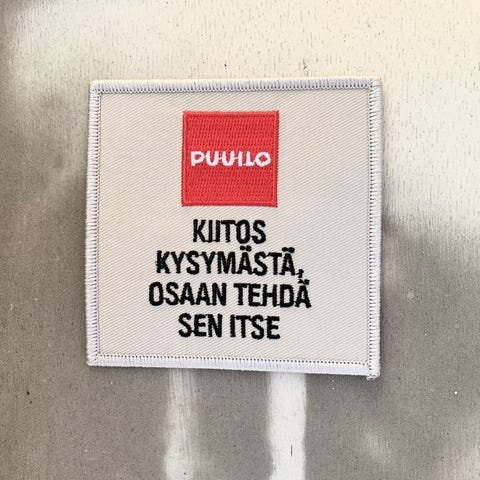 PUUILO
KIITOS
KYSYMÄSTÄ,
OSAAN TEHDÄ
SEN ITSE